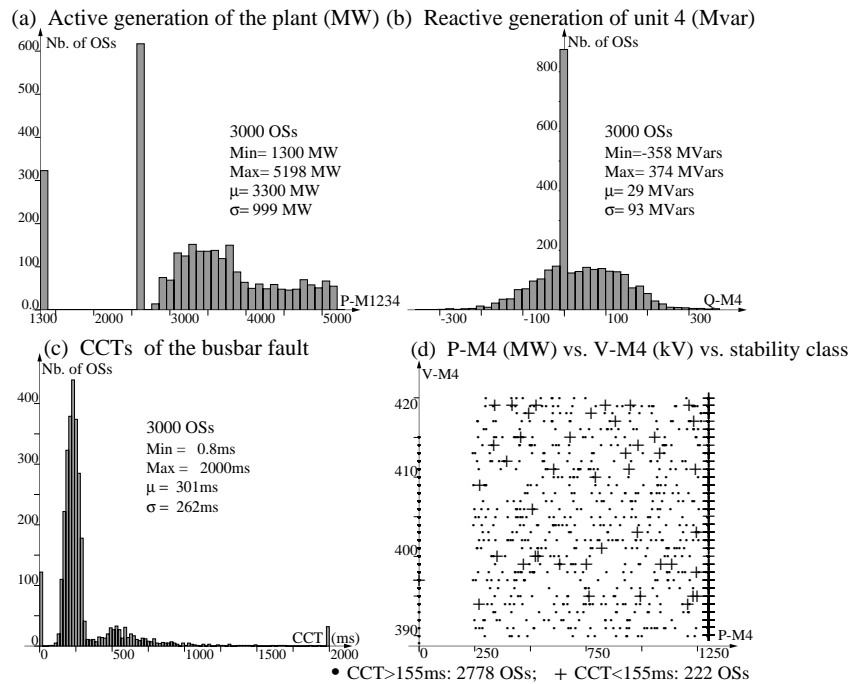 (a) Active generation of the plant (MW)
Nb. of OSs
600
500
400
300
200
100
0.0
3000 OSs
Min= 1300 MW
Max= 5198 MW
μ= 3300 MW
σ= 999 MW
P-M1234
1300 2000 3000 4000 5000
(b) Reactive generation of unit 4 (Mvar)
Nb. of OSs
800
600
400
200
3000 OSs
Min=-358 MVars
Max= 374 MVars
μ= 29 MVars
σ= 93 MVars
Q-M4
-300 -100 100 300
(c) CCTs of the busbar fault
Nb. of OSs
400
300
200
100
0
3000 OSs
Min = 0.8ms
Max = 2000ms
μ = 301ms
σ = 262ms
CCT (ms)
0 500 1000 1500 2000
(d) P-M4 (MW) vs. V-M4 (kV) vs. stability class
V-M4
420
410
400
390
P-M4
0 250 750 1250
• CCT>155ms: 2778 OSs; + CCT<155ms: 222 OSs